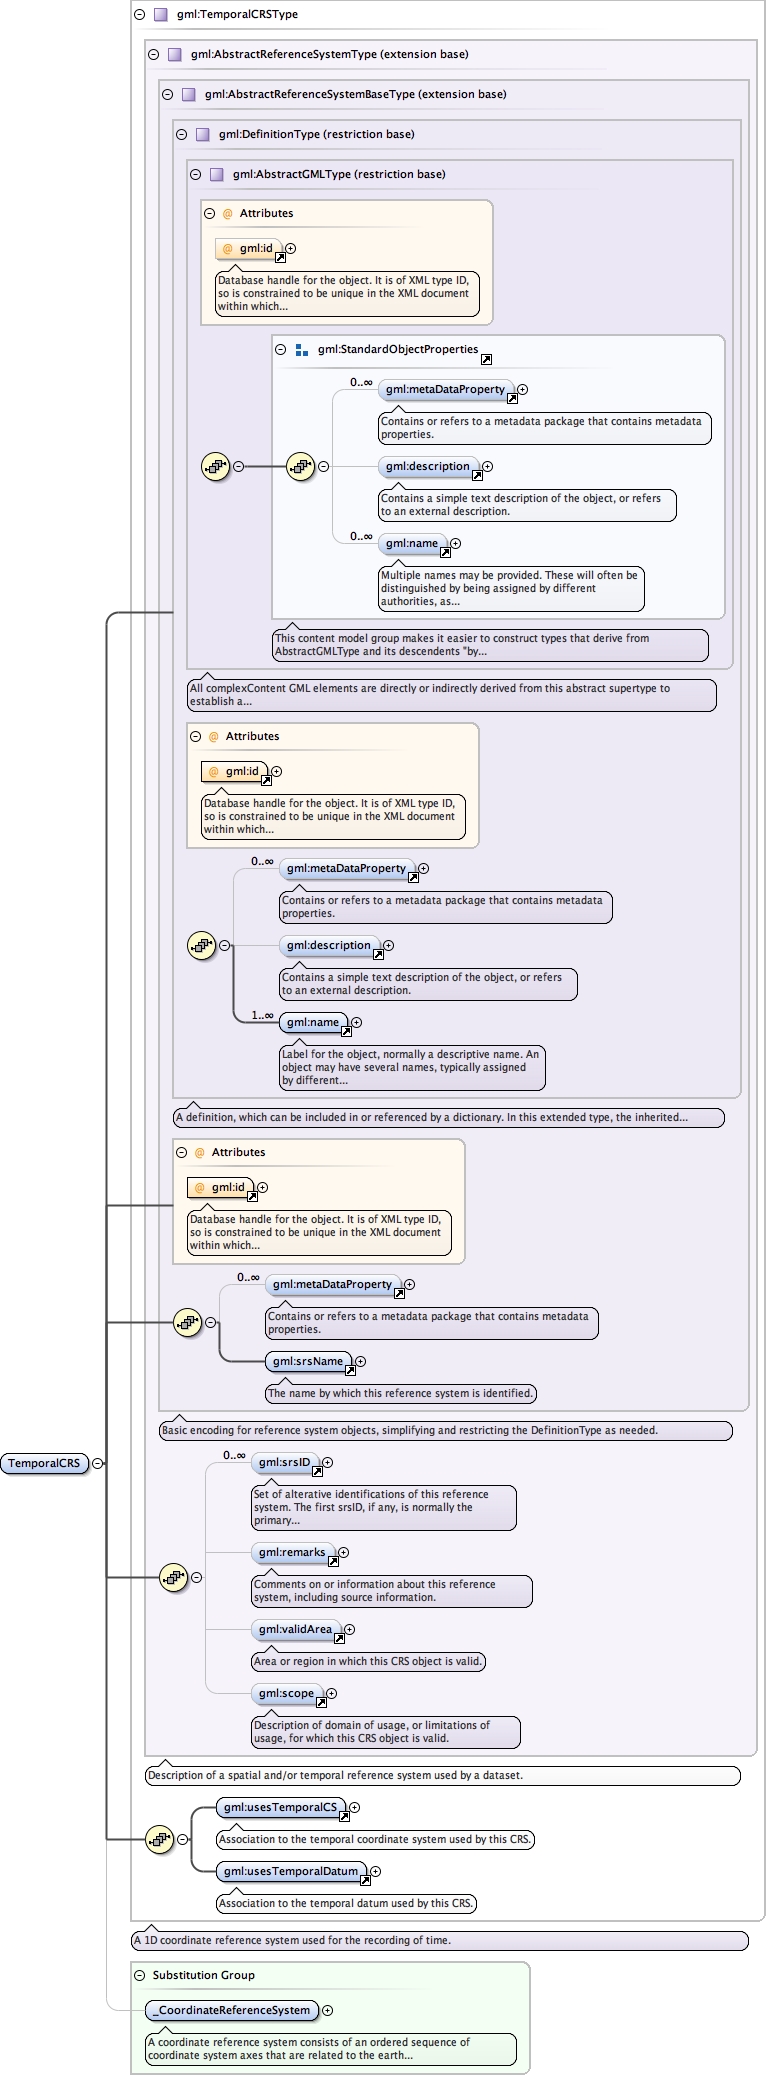 gml:TemporalCRSType
gml:AbstractReferenceSystemType (extension base)
gml:AbstractReferenceSystemBaseType (extension base)
gml:DefinitionType (restriction base)
gml:AbstractGMLType (restriction base)
@ Attributes
@ gml:id
Database handle for the object. It is of XML type ID,
so is constrained to be unique in the XML document
within which...
gml:StandardObjectProperties
0..∞
gml:metaDataProperty
Contains or refers to a metadata package that contains metadata
properties.
gml:description
Contains a simple text description of the object, or refers
to an external description.
0..∞
gml:name
Multiple names may be provided. These will often be
distinguished by being assigned by different
authorities, as...
This content model group makes it easier to construct types that derive from
AbstractGMLType and its descendents "by...
All complexContent GML elements are directly or indirectly derived from this abstract supertype to
establish a...
@ Attributes
@ gml:id
Database handle for the object. It is of XML type ID,
so is constrained to be unique in the XML document
within which...
0..∞
gml:metaDataProperty
Contains or refers to a metadata package that contains metadata
properties.
gml:description
Contains a simple text description of the object, or refers
to an external description.
1..∞
gml:name
Label for the object, normally a descriptive name. An
object may have several names, typically assigned
by different...
A definition, which can be included in or referenced by a dictionary. In this extended type, the inherited...
@ Attributes
@ gml:id
Database handle for the object. It is of XML type ID,
so is constrained to be unique in the XML document
within which...
0..∞
gml:metaDataProperty
Contains or refers to a metadata package that contains metadata
properties.
gml:srsName
The name by which this reference system is identified.
Basic encoding for reference system objects, simplifying and restricting the DefinitionType as needed.
TemporalCRS
0..∞
gml:srsID
Set of alterative identifications of this reference
system. The first srsID, if any, is normally the
primary...
gml:remarks
Comments on or information about this reference
system, including source information.
gml:validArea
Area or region in which this CRS object is valid.
gml:scope
Description of domain of usage, or limitations of
usage, for which this CRS object is valid.
Description of a spatial and/or temporal reference system used by a dataset.
gml:usesTemporalCS
Association to the temporal coordinate system used by this CRS.
gml:usesTemporalDatum
Association to the temporal datum used by this CRS.
A 1D coordinate reference system used for the recording of time.
Substitution Group
_CoordinateReferenceSystem
A coordinate reference system consists of an ordered sequence of
coordinate system axes that are related to the earth...